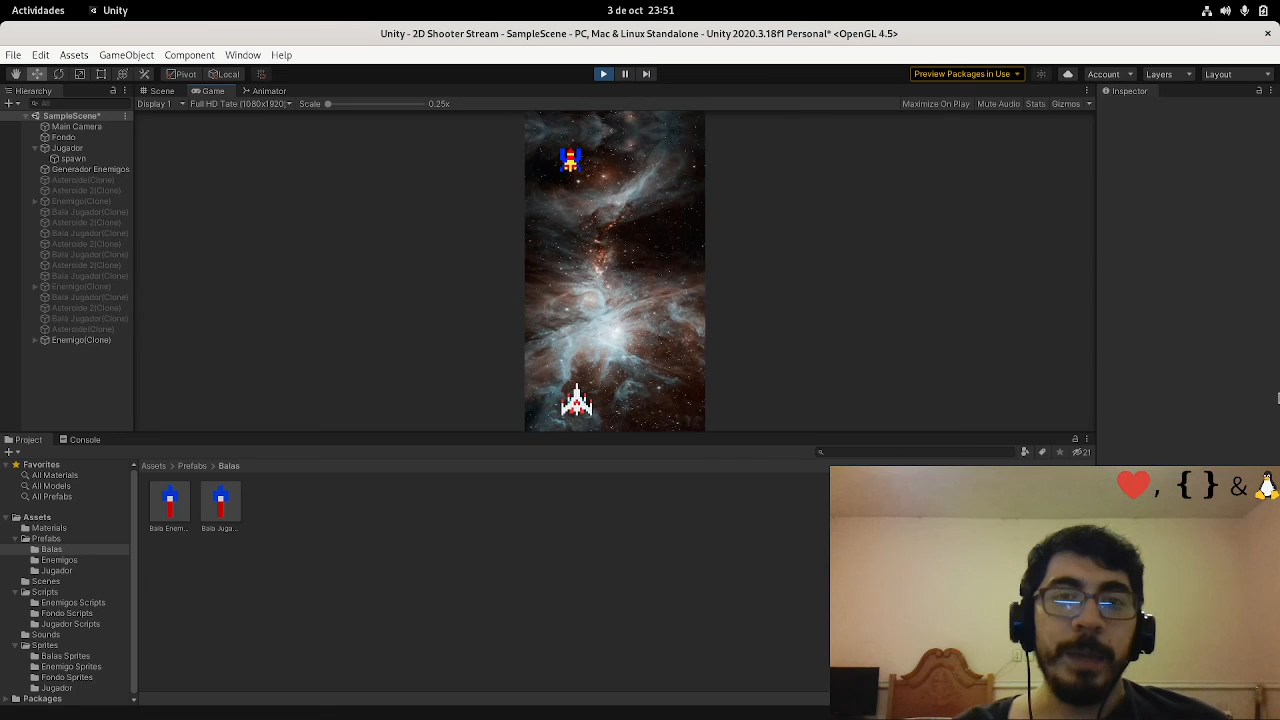 Actividades
Unity
3 de oct 23:51
Unity - 2D Shooter Stream - SampleScene - PC, Mac & Linux Standalone - Unity 2020.3.18f1 Personal* <OpenGL 4.5>
File Edit Assets GameObject Component Window Help
Pivot Local
Preview Packages in Use
Account
Layers
Layout
Hierarchy
All
SampleScene*
Main Camera
Fondo
Jugador
spawn
Generador Enemigos
Asteroide(Clone)
Asteroide 2(Clone)
Enemigo(Clone)
Bala Jugador(Clone)
Asteroide 2(Clone)
Bala Jugador(Clone)
Asteroide 2(Clone)
Bala Jugador(Clone)
Asteroide 2(Clone)
Bala Jugador(Clone)
Enemigo(Clone)
Bala Jugador(Clone)
Asteroide 2(Clone)
Bala Jugador(Clone)
Asteroide(Clone)
Enemigo(Clone)
Scene Game Animator
Display 1 Full HD Tate (1080x1920) Scale 0.25x
Maximize On Play Mute Audio Stats Gizmos
Inspector
Project Console
21
Favorites
All Materials
All Models
All Prefabs
Assets
Materials
Prefabs
Balas
Enemigos
Jugador
Scenes
Scripts
Enemigos Scripts
Fondo Scripts
Jugador Scripts
Sounds
Sprites
Balas Sprites
Enemigo Sprites
Fondo Sprites
Jugador
Packages
Assets Prefabs Balas
Bala Enem...
Bala Juga...
, { } &